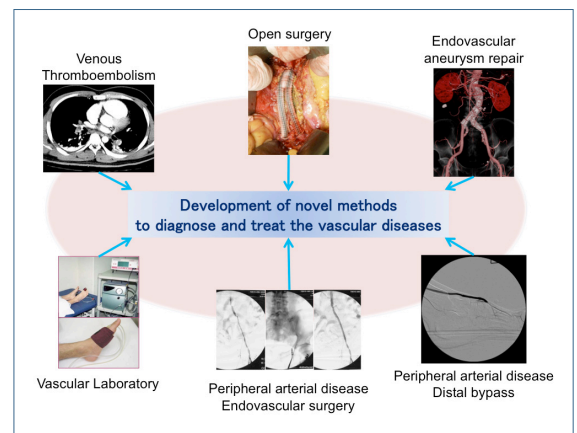 Open surgery
Venous
Thromboembolism
Endovascular
aneurysm repair
Development of novel methods
to diagnose and treat the vascular diseases
Vascular Laboratory
Peripheral arterial disease
Endovascular surgery
Peripheral arterial disease
Distal bypass